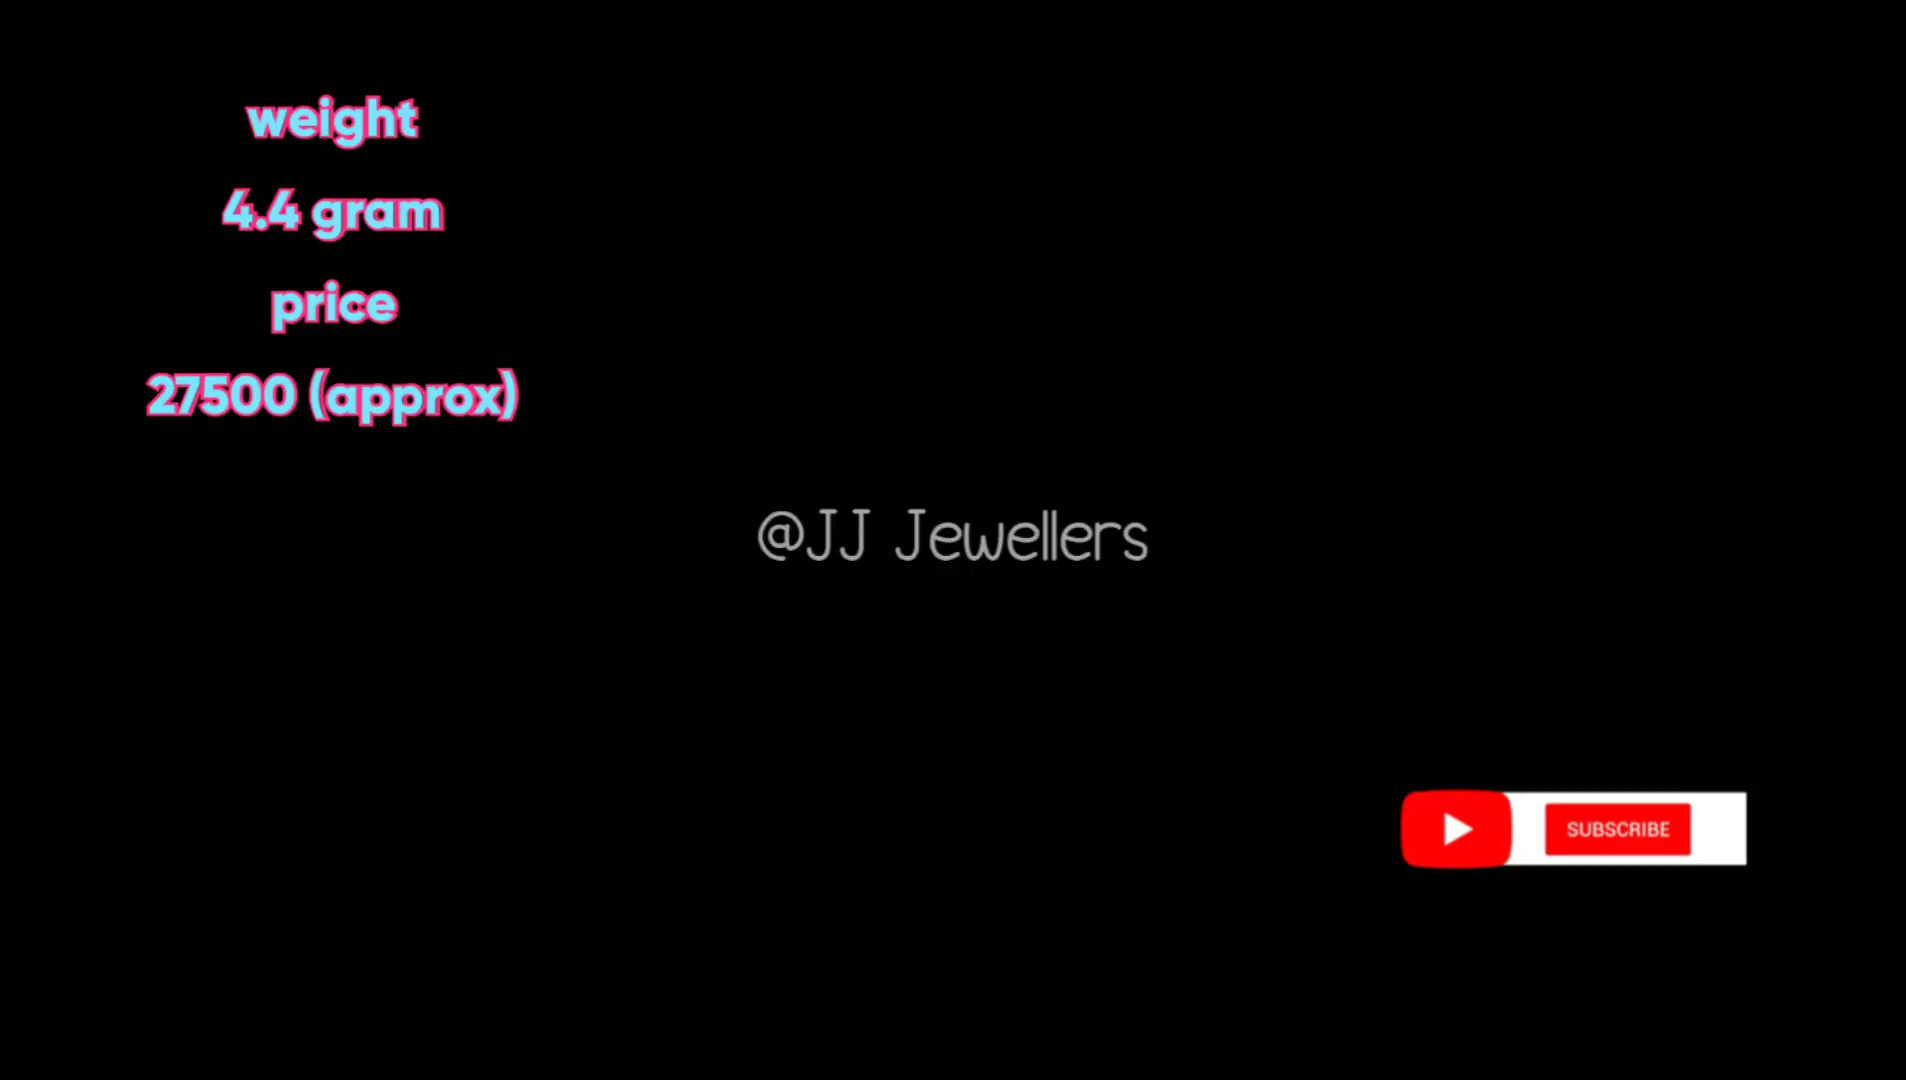 weight
4.4 gram
price
27500 (approx)
@JJ Jewellers
SUBSCRIBE